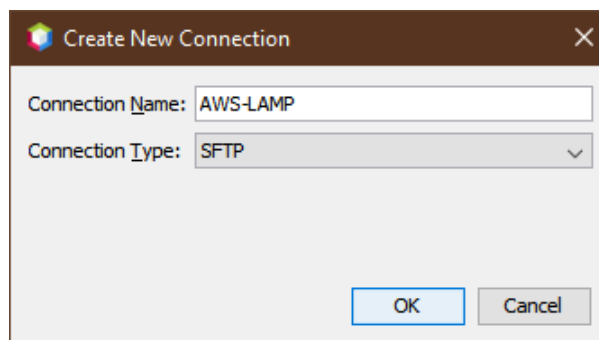 Create New Connection
Connection Name: AWS-LAMP
Connection Type: SFTP
OK Cancel